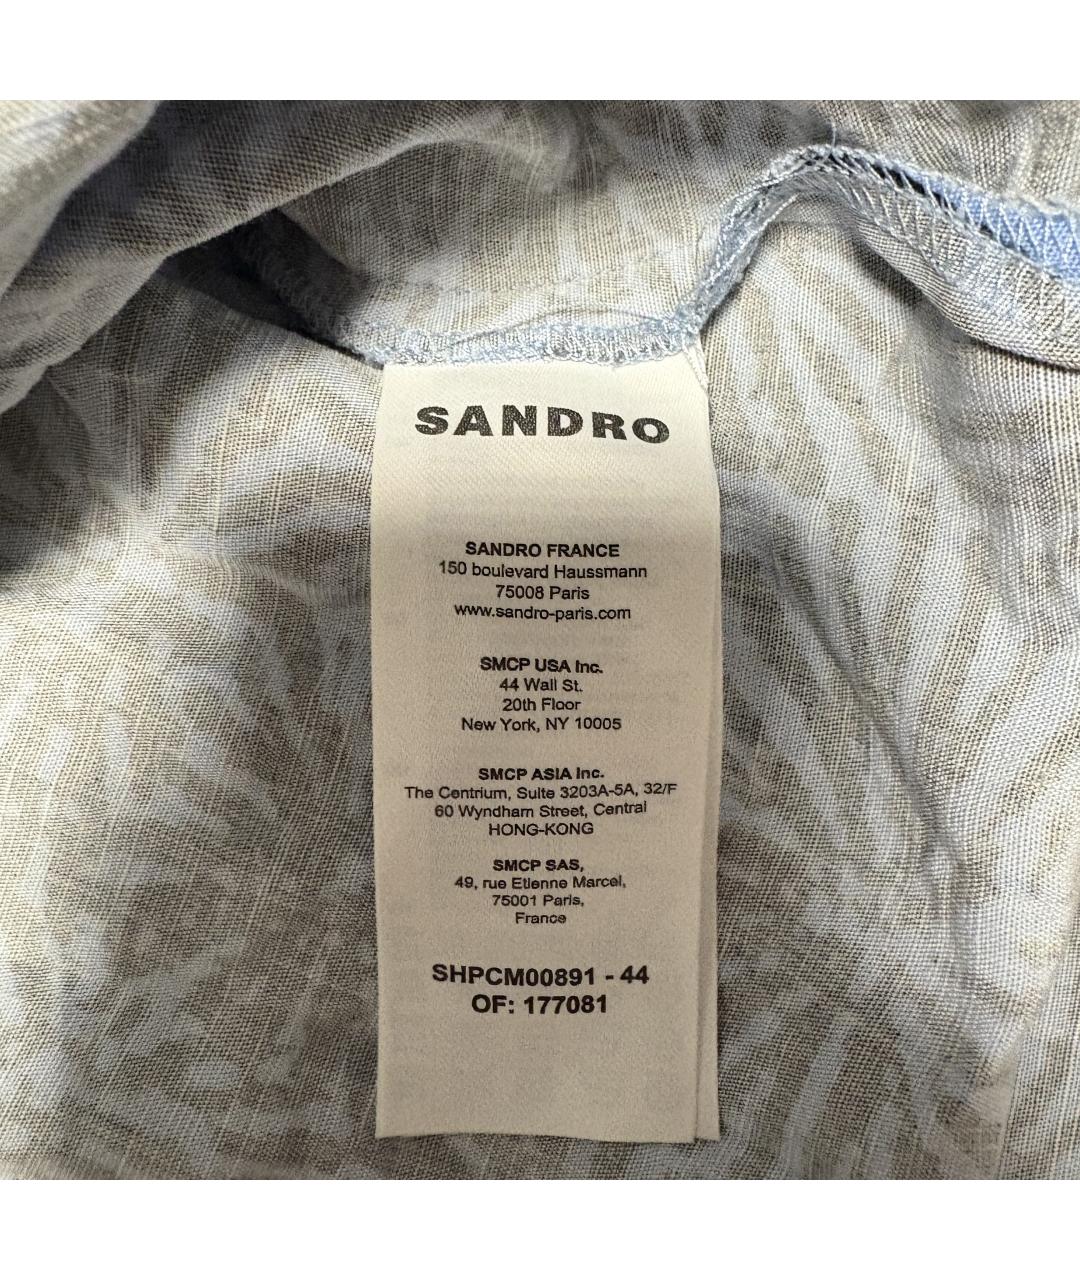 SANDRO
SANDRO FRANCE
150 boulevard Haussmann
75008 Paris
www.sandro-paris.com
SMCP USA Inc.
44 Wall St.
20th Floor
New York, NY 10005
SMCP ASIA Inc.
The Centrium, Suite 3203A-5A, 32/F
60 Wyndham Street, Central
HONG-KONG
SMCP SAS,
49, rue Etienne Marcel,
75001 Paris,
France
SHPCM00891 - 44
OF: 177081